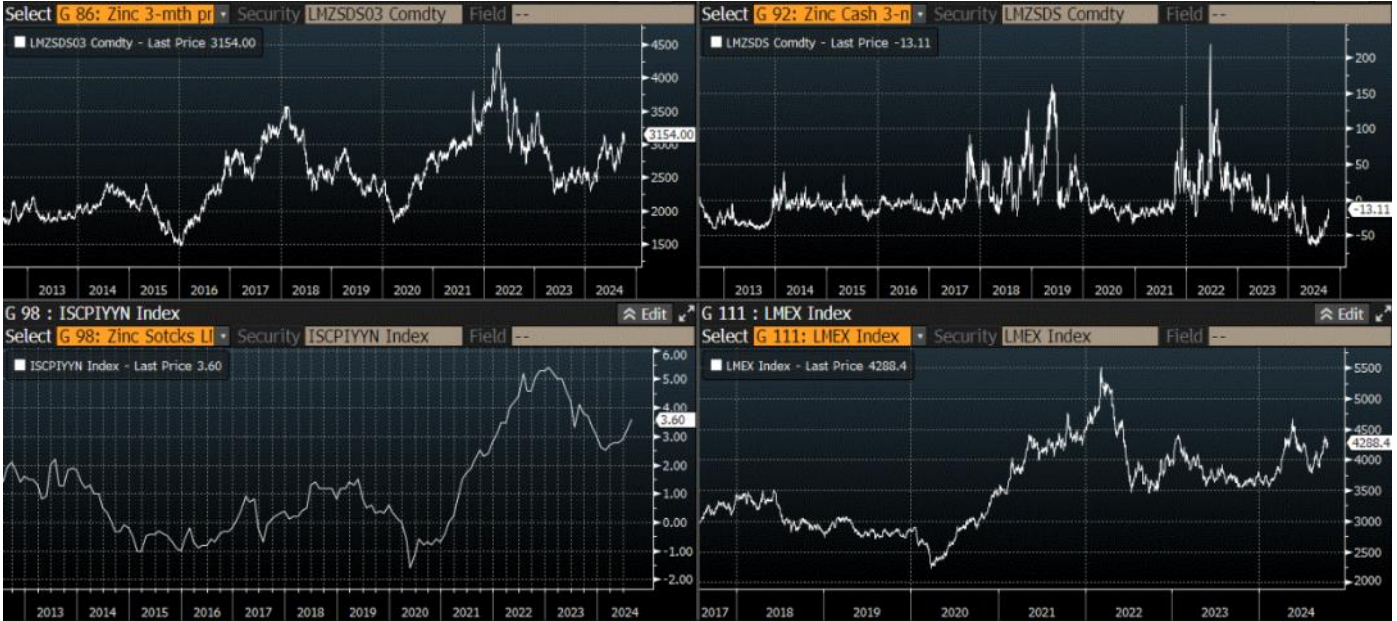 Select G 86: Zinc 3-mth pr Security LMZSDS03 Comdty Field --
LMZSDS03 Comdty - Last Price 3154.00
4500
4000
3500
3154.00
3000
2500
2000
1500
2013 2014 2015 2016 2017 2018 2019 2020 2021 2022 2023 2024
Select G 92: Zinc Cash 3-n Security LMZSDS Comdty Field --
LMZSDS Comdty - Last Price -13.11
200
150
100
50
0
-13.11
-50
2013 2014 2015 2016 2017 2018 2019 2020 2021 2022 2023 2024
G 98 : ISCPIYYN Index Edit
Select G 98: Zinc Sotcks LI Security ISCPIYYN Index Field --
ISCPIYYN Index - Last Price 3.60
6.00
5.00
4.00
3.60
3.00
2.00
1.00
0.00
-1.00
-2.00
2013 2014 2015 2016 2017 2018 2019 2020 2021 2022 2023 2024
G 111 : LMEX Index Edit
Select G 111: LMEX Index Security LMEX Index Field --
LMEX Index - Last Price 4288.4
5500
5000
4500
4288.4
4000
3500
3000
2500
2000
2017 2018 2019 2020 2021 2022 2023 2024